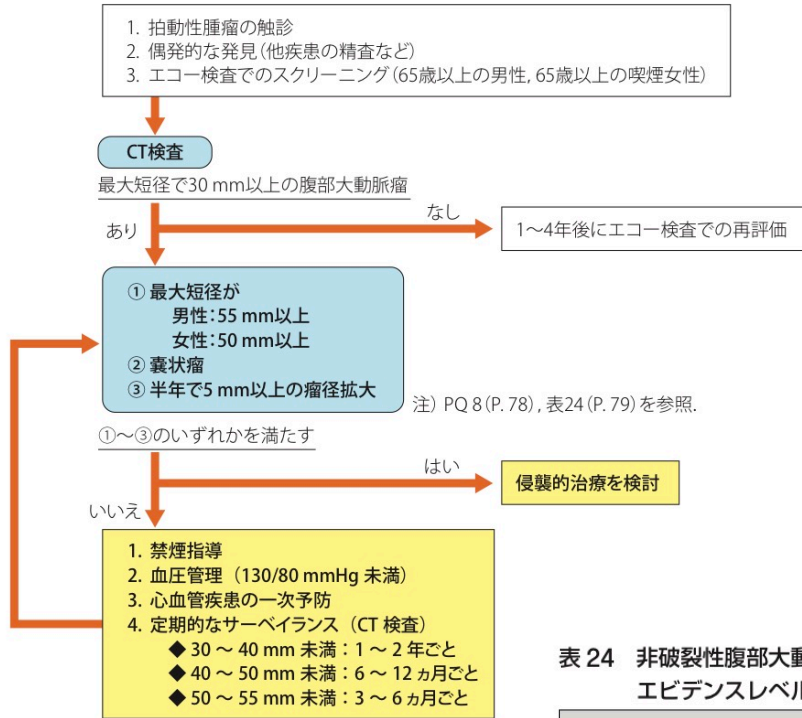 1. 拍動性腫瘤の触診
2. 偶発的な発見（他疾患の精査など）
3. エコー検査でのスクリーニング（65歳以上の男性，65歳以上の喫煙女性）
CT検査
最大短径で30 mm以上の腹部大動脈瘤
なし
あり
1〜4年後にエコー検査での再評価
① 最大短径が
男性：55 mm以上
女性：50 mm以上
② 嚢状瘤
③ 半年で5 mm以上の瘤径拡大
注）PQ 8（P. 78），表24（P. 79）を参照．
①〜③のいずれかを満たす
はい
侵襲的治療を検討
いいえ
1. 禁煙指導
2. 血圧管理（130/80 mmHg 未満）
3. 心血管疾患の一次予防
4. 定期的なサーベイランス（CT 検査）
◆ 30 〜 40 mm 未満：1 〜 2 年ごと
◆ 40 〜 50 mm 未満：6 〜 12 ヵ月ごと
◆ 50 〜 55 mm 未満：3 〜 6 ヵ月ごと
表 24 非破裂性腹部大動
エビデンスレベル